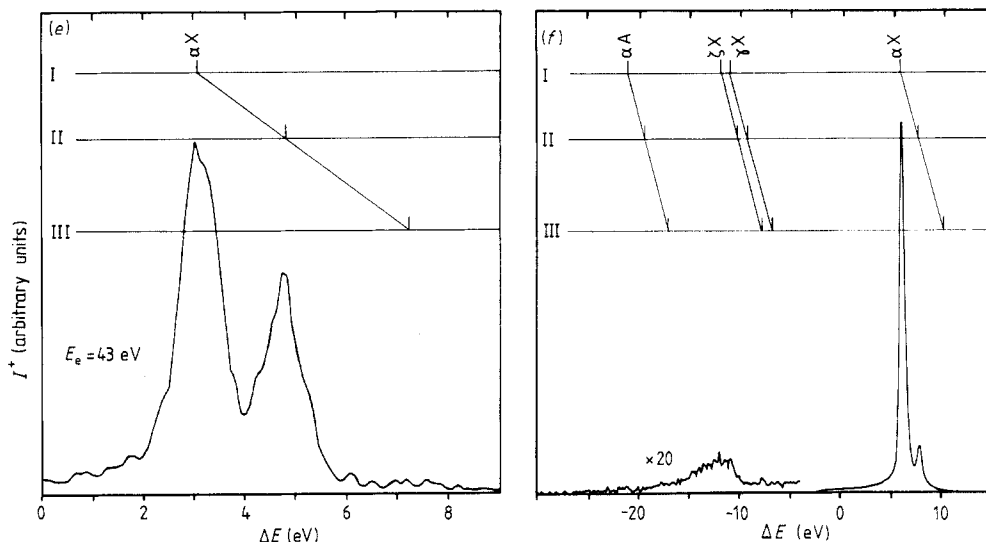 (e)
αX
I
II
III
I⁺ (arbitrary units)
E_e = 43 eV
0 2 4 6 8
ΔE (eV)
(f)
αA ζX γX αX
I
II
III
×20
-20 -10 0 10
ΔE (eV)